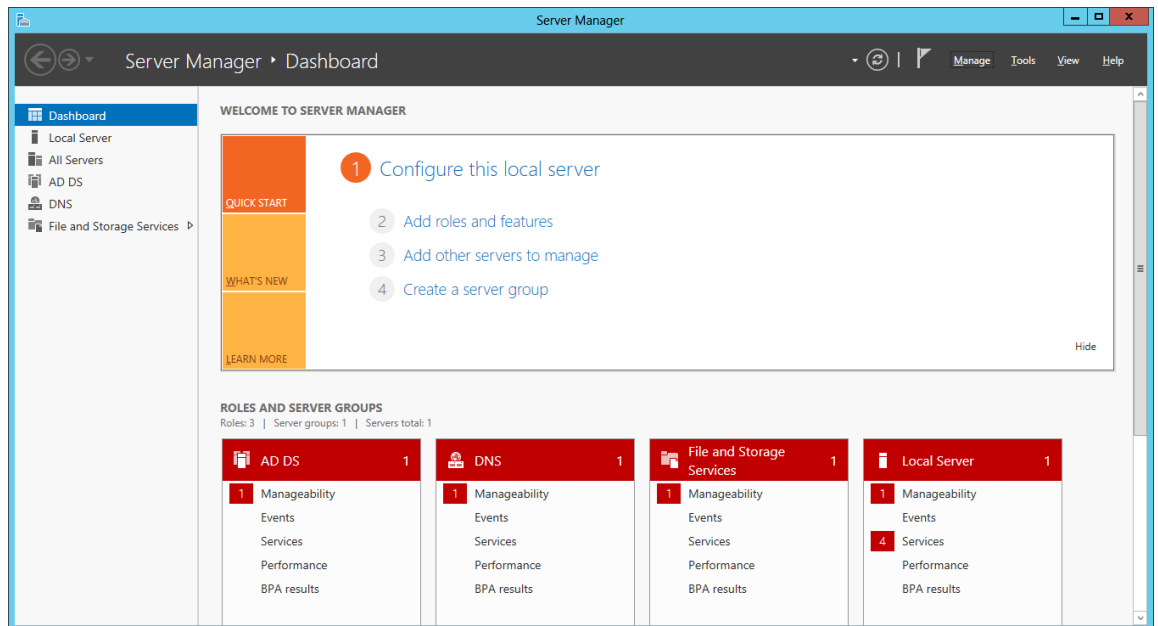 Server Manager
Server Manager ‣ Dashboard
Manage Tools View Help
Dashboard
Local Server
All Servers
AD DS
DNS
File and Storage Services
WELCOME TO SERVER MANAGER
QUICK START
WHAT'S NEW
LEARN MORE
1 Configure this local server
2 Add roles and features
3 Add other servers to manage
4 Create a server group
Hide
ROLES AND SERVER GROUPS
Roles: 3 | Server groups: 1 | Servers total: 1
AD DS 1
1 Manageability
Events
Services
Performance
BPA results
DNS 1
1 Manageability
Events
Services
Performance
BPA results
File and Storage
Services 1
1 Manageability
Events
Services
Performance
BPA results
Local Server 1
1 Manageability
Events
4 Services
Performance
BPA results